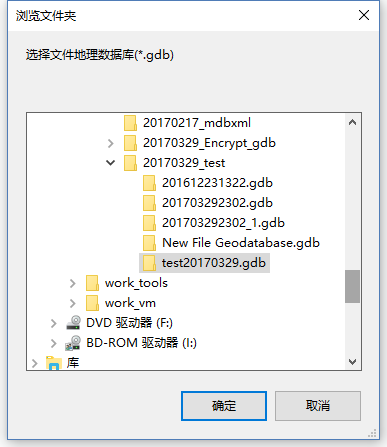 浏览文件夹
选择文件地理数据库(*.gdb)
20170217_mdbxml
20170329_Encrypt_gdb
20170329_test
201612231322.gdb
201703292302.gdb
201703292302_1.gdb
New File Geodatabase.gdb
test20170329.gdb
work_tools
work_vm
DVD 驱动器 (F:)
BD-ROM 驱动器 (I:)
库
确定
取消